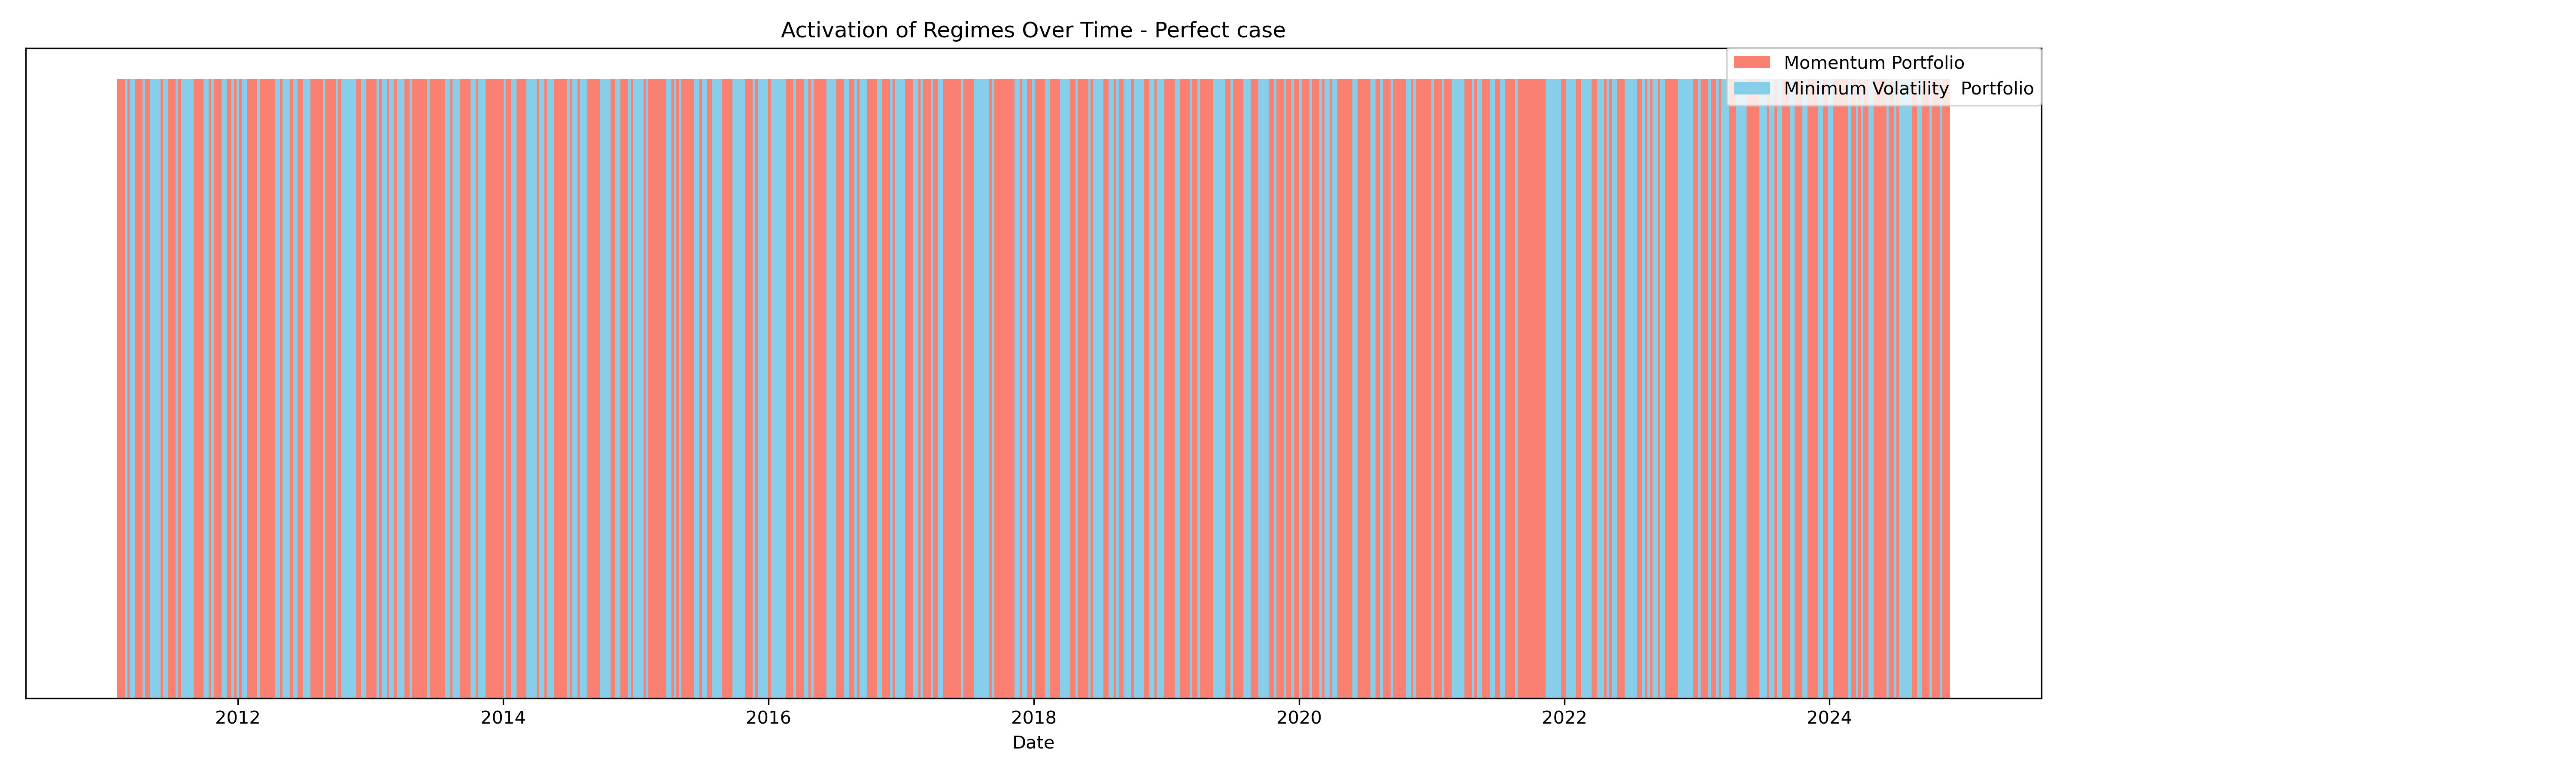 Activation of Regimes Over Time - Perfect case
Momentum Portfolio
Minimum Volatility  Portfolio
2012 2014 2016 2018 2020 2022 2024
Date